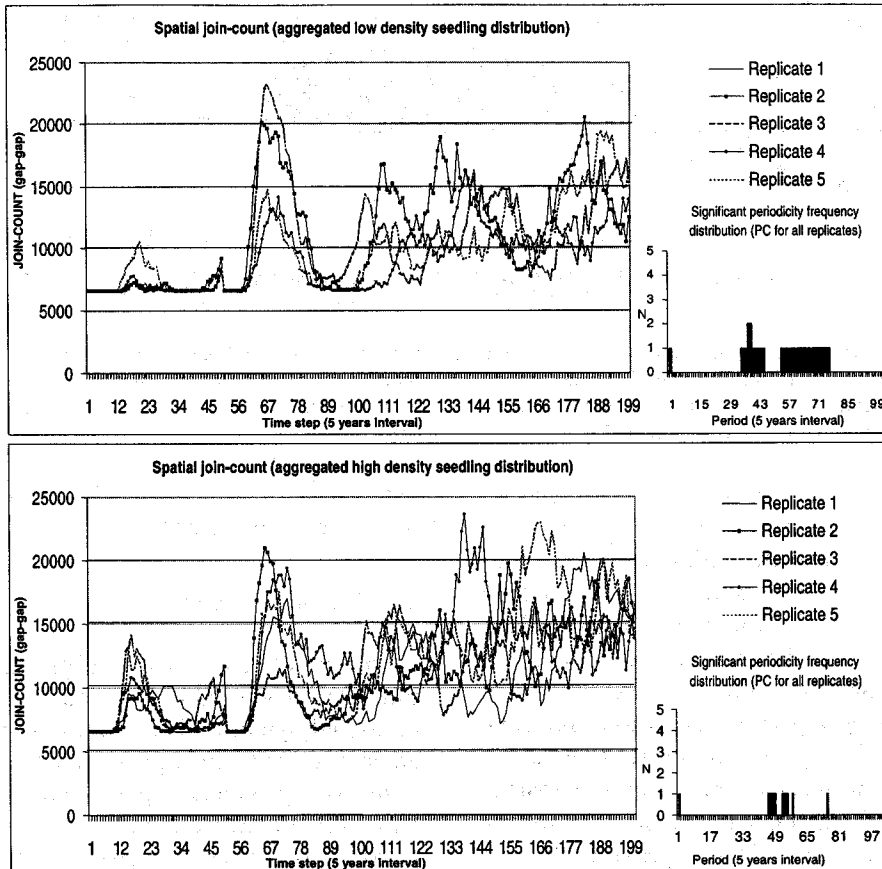 Spatial join-count (aggregated low density seedling distribution)
JOIN-COUNT (gap-gap)
25000
20000
15000
10000
5000
0
1 12 23 34 45 56 67 78 89 100 111 122 133 144 155 166 177 188 199
Time step (5 years interval)
Replicate 1
Replicate 2
Replicate 3
Replicate 4
Replicate 5
Significant periodicity frequency
distribution (PC for all replicates)
N
5
4
3
2
1
0
1 15 29 43 57 71 85 99
Period (5 years interval)
Spatial join-count (aggregated high density seedling distribution)
JOIN-COUNT (gap-gap)
25000
20000
15000
10000
5000
0
1 12 23 34 45 56 67 78 89 100 111 122 133 144 155 166 177 188 199
Time step (5 years interval)
Replicate 1
Replicate 2
Replicate 3
Replicate 4
Replicate 5
Significant periodicity frequency
distribution (PC for all replicates)
N
5
4
3
2
1
0
1 17 33 49 65 81 97
Period (5 years interval)